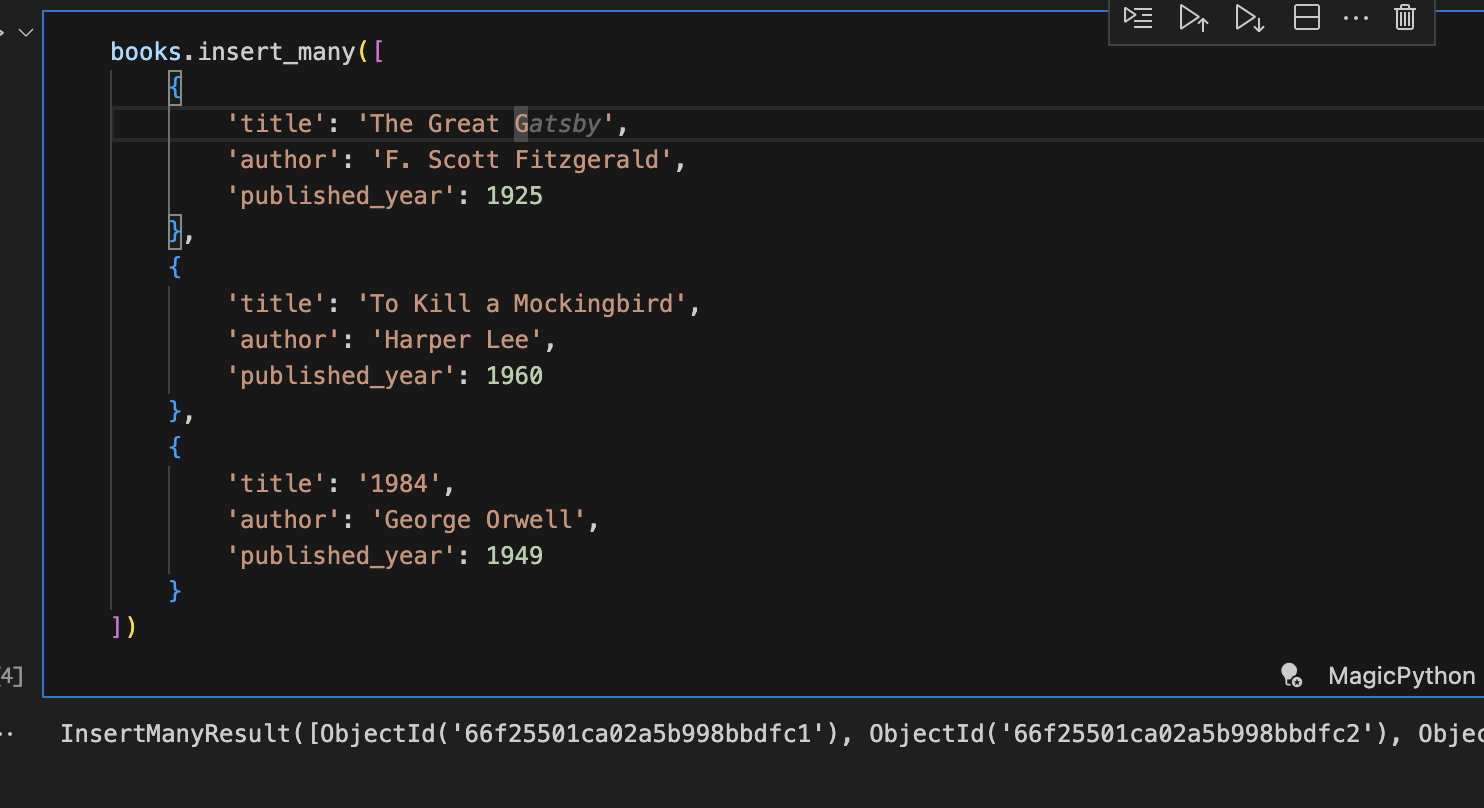 books.insert_many([
{
'title': 'The Great Gatsby',
'author': 'F. Scott Fitzgerald',
'published_year': 1925
},
{
'title': 'To Kill a Mockingbird',
'author': 'Harper Lee',
'published_year': 1960
},
{
'title': '1984',
'author': 'George Orwell',
'published_year': 1949
}
])
4]
MagicPython
InsertManyResult([ObjectId('66f25501ca02a5b998bbdfc1'), ObjectId('66f25501ca02a5b998bbdfc2'), Objec